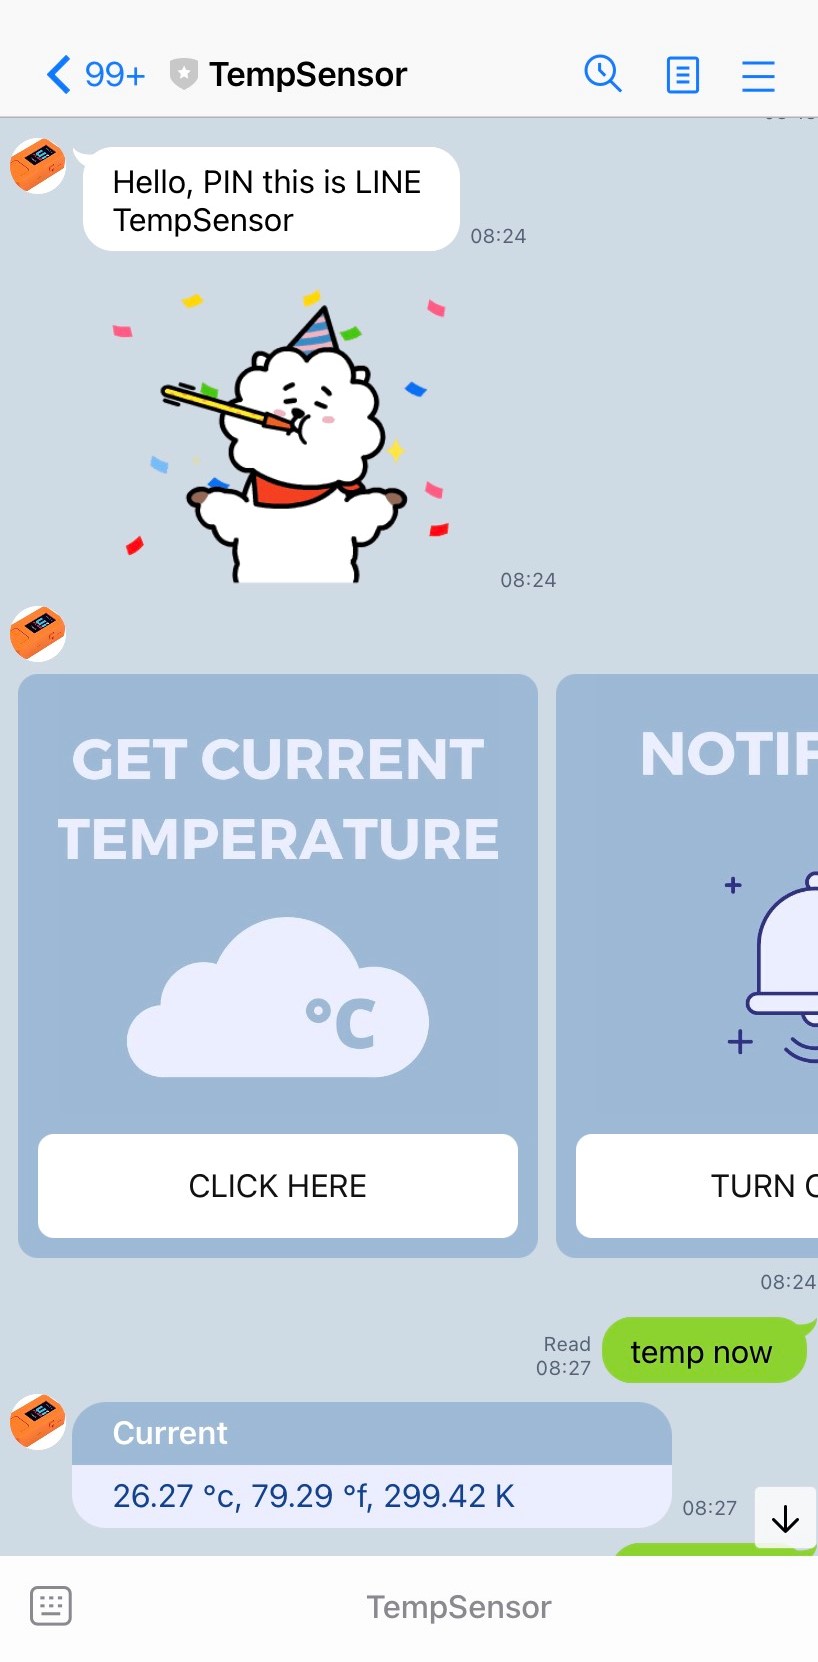 99+ TempSensor
Hello, PIN this is LINE
TempSensor
08:24
08:24
GET CURRENT
TEMPERATURE
°C
CLICK HERE
NOTIF
TURN
08:24
Read
08:27
temp now
Current
26.27 °c, 79.29 °f, 299.42 K
08:27
TempSensor